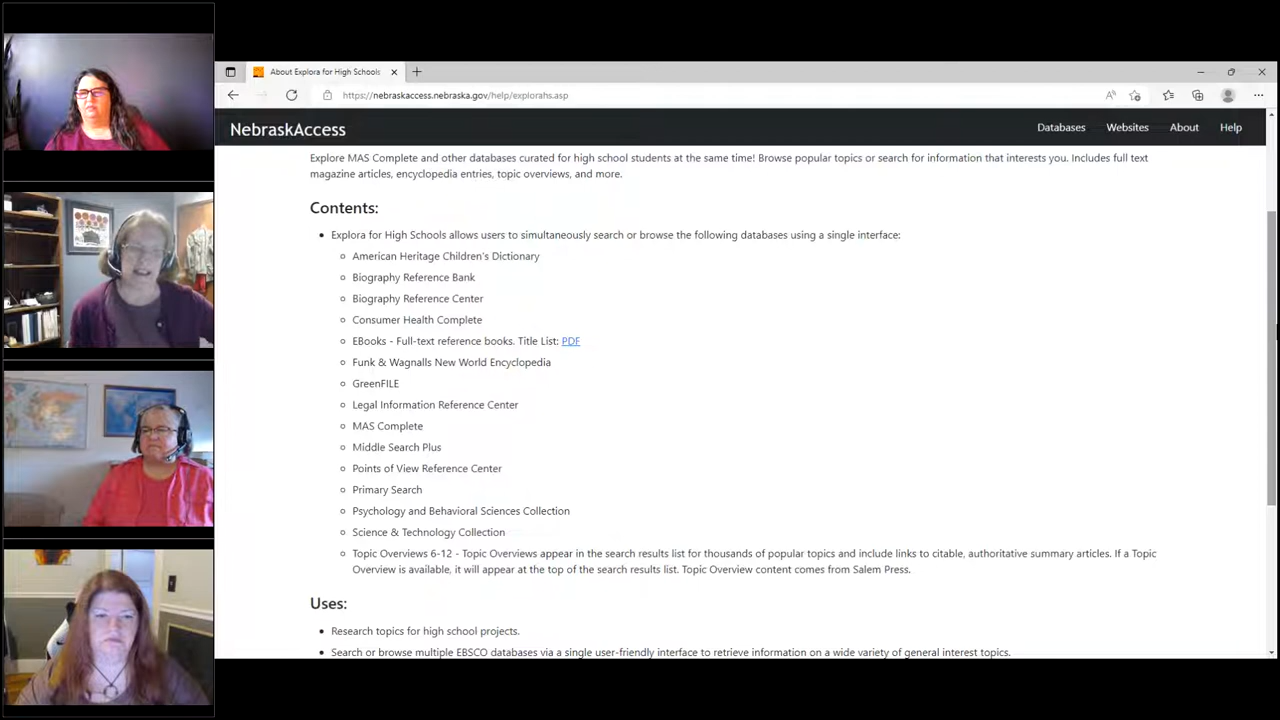 About Explora for High Schools
https://nebraskaccess.nebraska.gov/help/explorahs.asp
NebraskAccess
Databases Websites About Help
Explore MAS Complete and other databases curated for high school students at the same time! Browse popular topics or search for information that interests you. Includes full text
magazine articles, encyclopedia entries, topic overviews, and more.
Contents:
Explora for High Schools allows users to simultaneously search or browse the following databases using a single interface:
American Heritage Children's Dictionary
Biography Reference Bank
Biography Reference Center
Consumer Health Complete
EBooks - Full-text reference books. Title List: PDF
Funk & Wagnalls New World Encyclopedia
GreenFILE
Legal Information Reference Center
MAS Complete
Middle Search Plus
Points of View Reference Center
Primary Search
Psychology and Behavioral Sciences Collection
Science & Technology Collection
Topic Overviews 6-12 - Topic Overviews appear in the search results list for thousands of popular topics and include links to citable, authoritative summary articles. If a Topic
Overview is available, it will appear at the top of the search results list. Topic Overview content comes from Salem Press.
Uses:
Research topics for high school projects.
Search or browse multiple EBSCO databases via a single user-friendly interface to retrieve information on a wide variety of general interest topics.